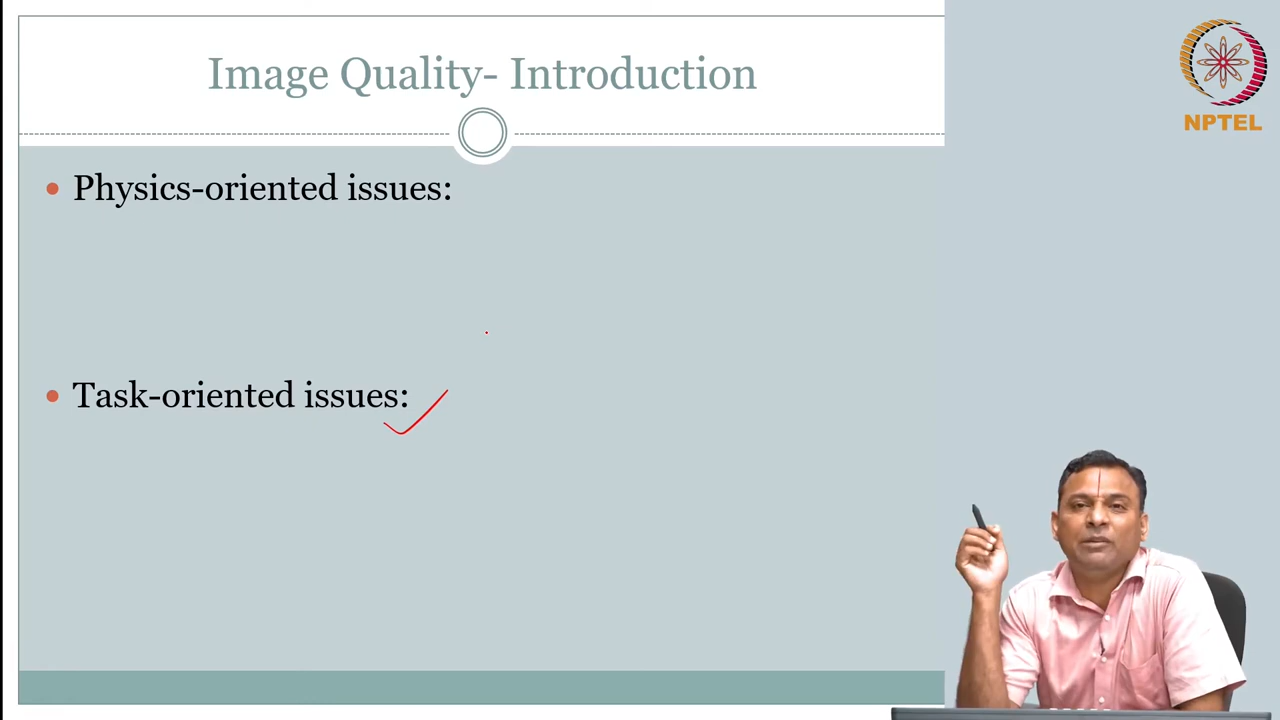 Image Quality- Introduction
NPTEL
• Physics-oriented issues:
• Task-oriented issues: